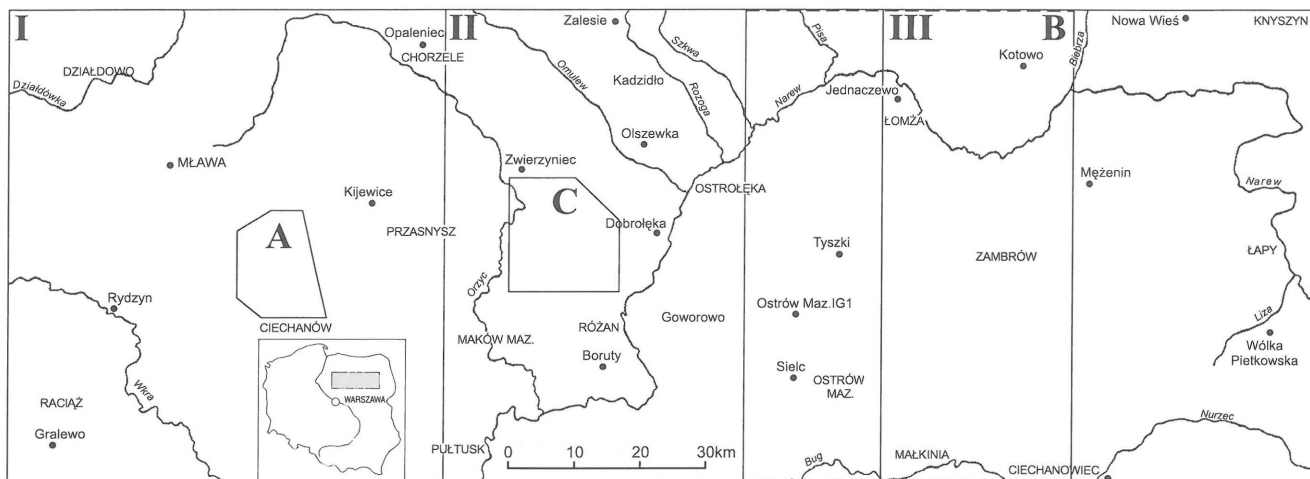 I
II
III
B
Opaleniec
CHORZELE
DZIAŁDOWO
Działdówka
MŁAWA
Kijewice
PRZASNYSZ
A
CIECHANÓW
Rydzyn
Wkra
RACIĄŻ
Gralewo
WARSZAWA
Zalesie
Szkwa
Omulew
Kadzidło
Rozoga
Olszewka
Zwierzyniec
C
OSTROŁĘKA
Dobrołęka
Orzyc
RÓŻAN
Goworowo
MAKÓW MAZ.
Boruty
PUŁTUSK
0 10 20 30km
Pisa
Narew
Jednaczewo
ŁOMŻA
Tyszki
Ostrów Maz.IG1
Sielc
OSTRÓW
MAZ.
Bug
MAŁKINIA
Kotowo
Biebrza
ZAMBRÓW
CIECHANOWIEC
Nowa Wieś
KNYSZYN
Mężenin
Narew
ŁAPY
Liza
Wólka
Pietkowska
Nurzec